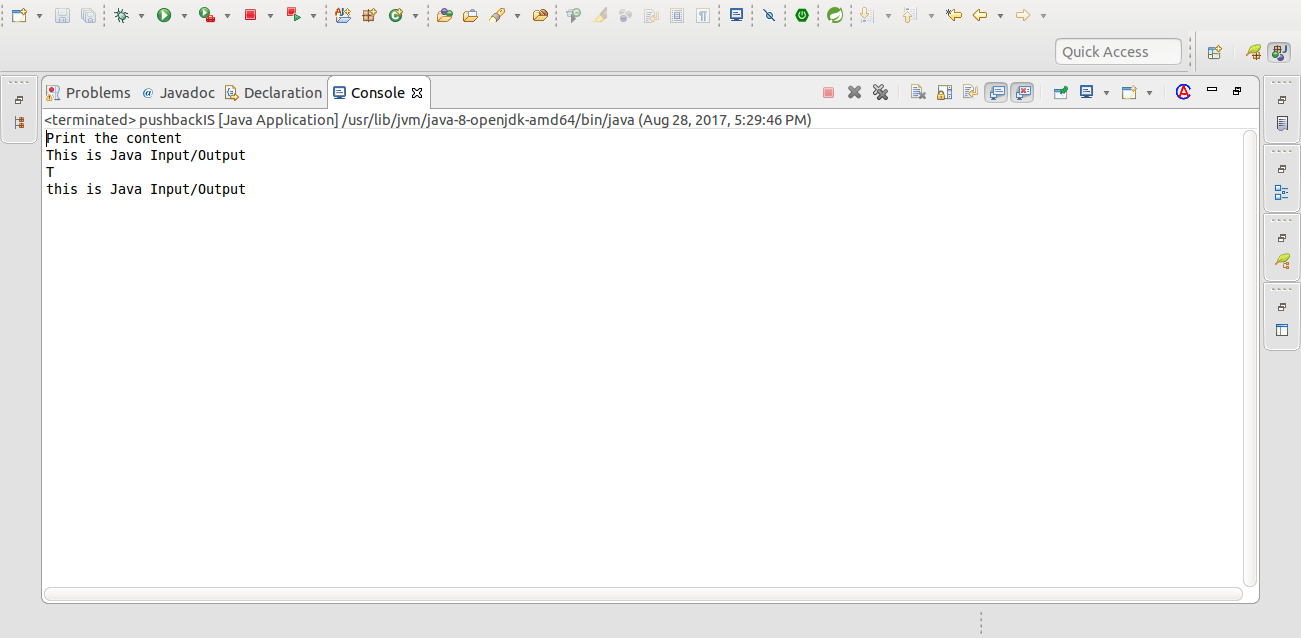 Quick Access
Problems @ Javadoc Declaration Console
<terminated> pushbackIS [Java Application] /usr/lib/jvm/java-8-openjdk-amd64/bin/java (Aug 28, 2017, 5:29:46 PM)
Print the content
This is Java Input/Output
T
this is Java Input/Output